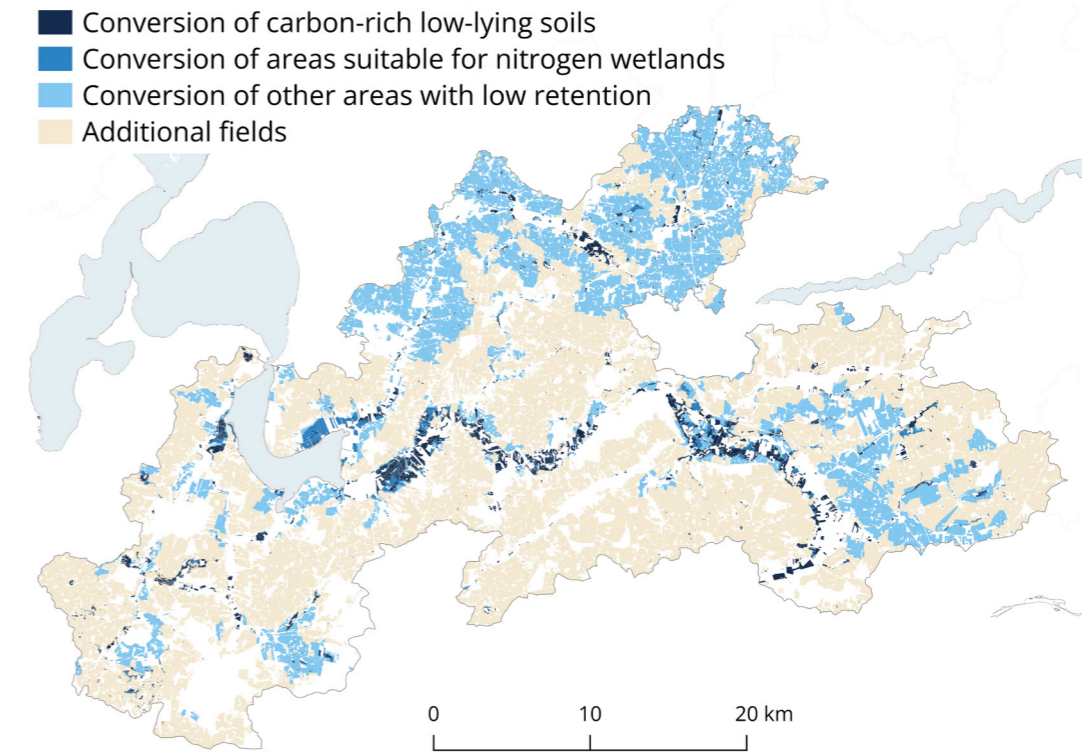 Conversion of carbon-rich low-lying soils
Conversion of areas suitable for nitrogen wetlands
Conversion of other areas with low retention
Additional fields
0 10 20 km